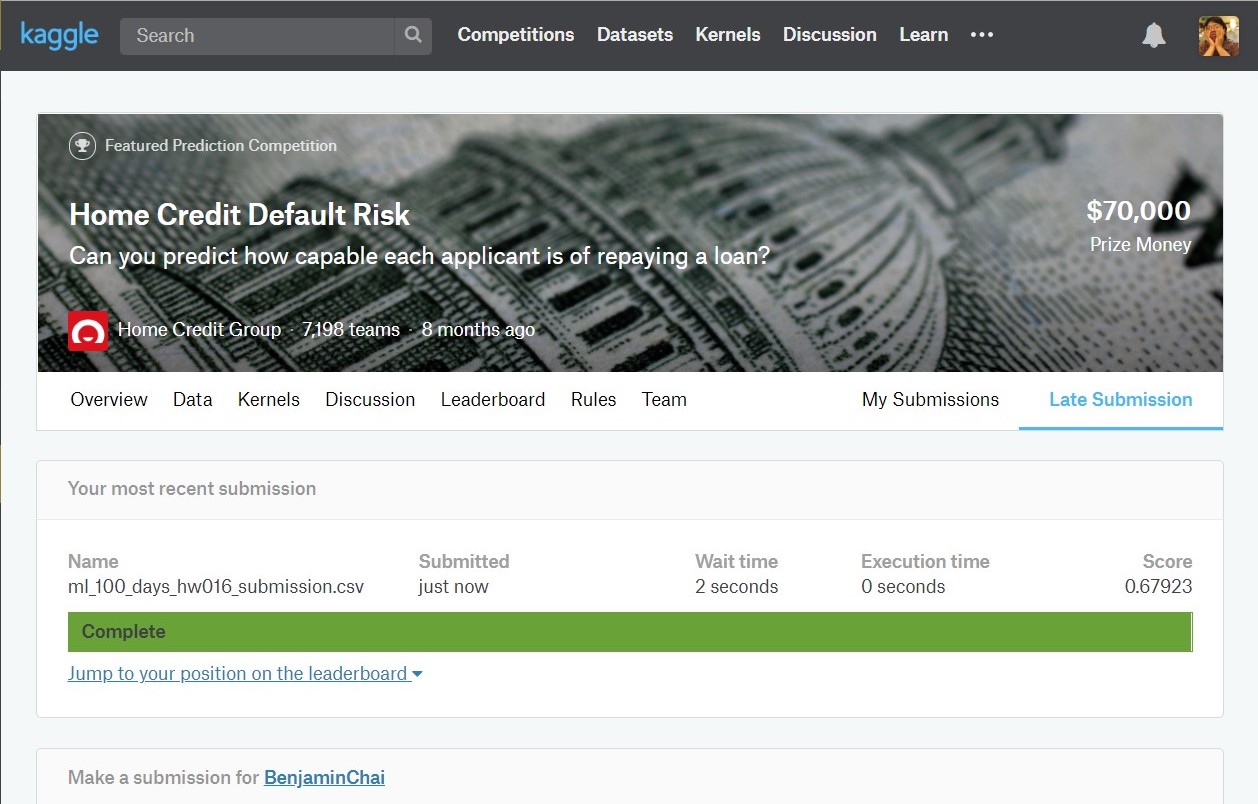 kaggle Search Competitions Datasets Kernels Discussion Learn
Featured Prediction Competition
Home Credit Default Risk
$70,000
Can you predict how capable each applicant is of repaying a loan?
Prize Money
Home Credit Group · 7,198 teams · 8 months ago
Overview Data Kernels Discussion Leaderboard Rules Team My Submissions Late Submission
Your most recent submission
Name Submitted Wait time Execution time Score
ml_100_days_hw016_submission.csv just now 2 seconds 0 seconds 0.67923
Complete
Jump to your position on the leaderboard
Make a submission for BenjaminChai